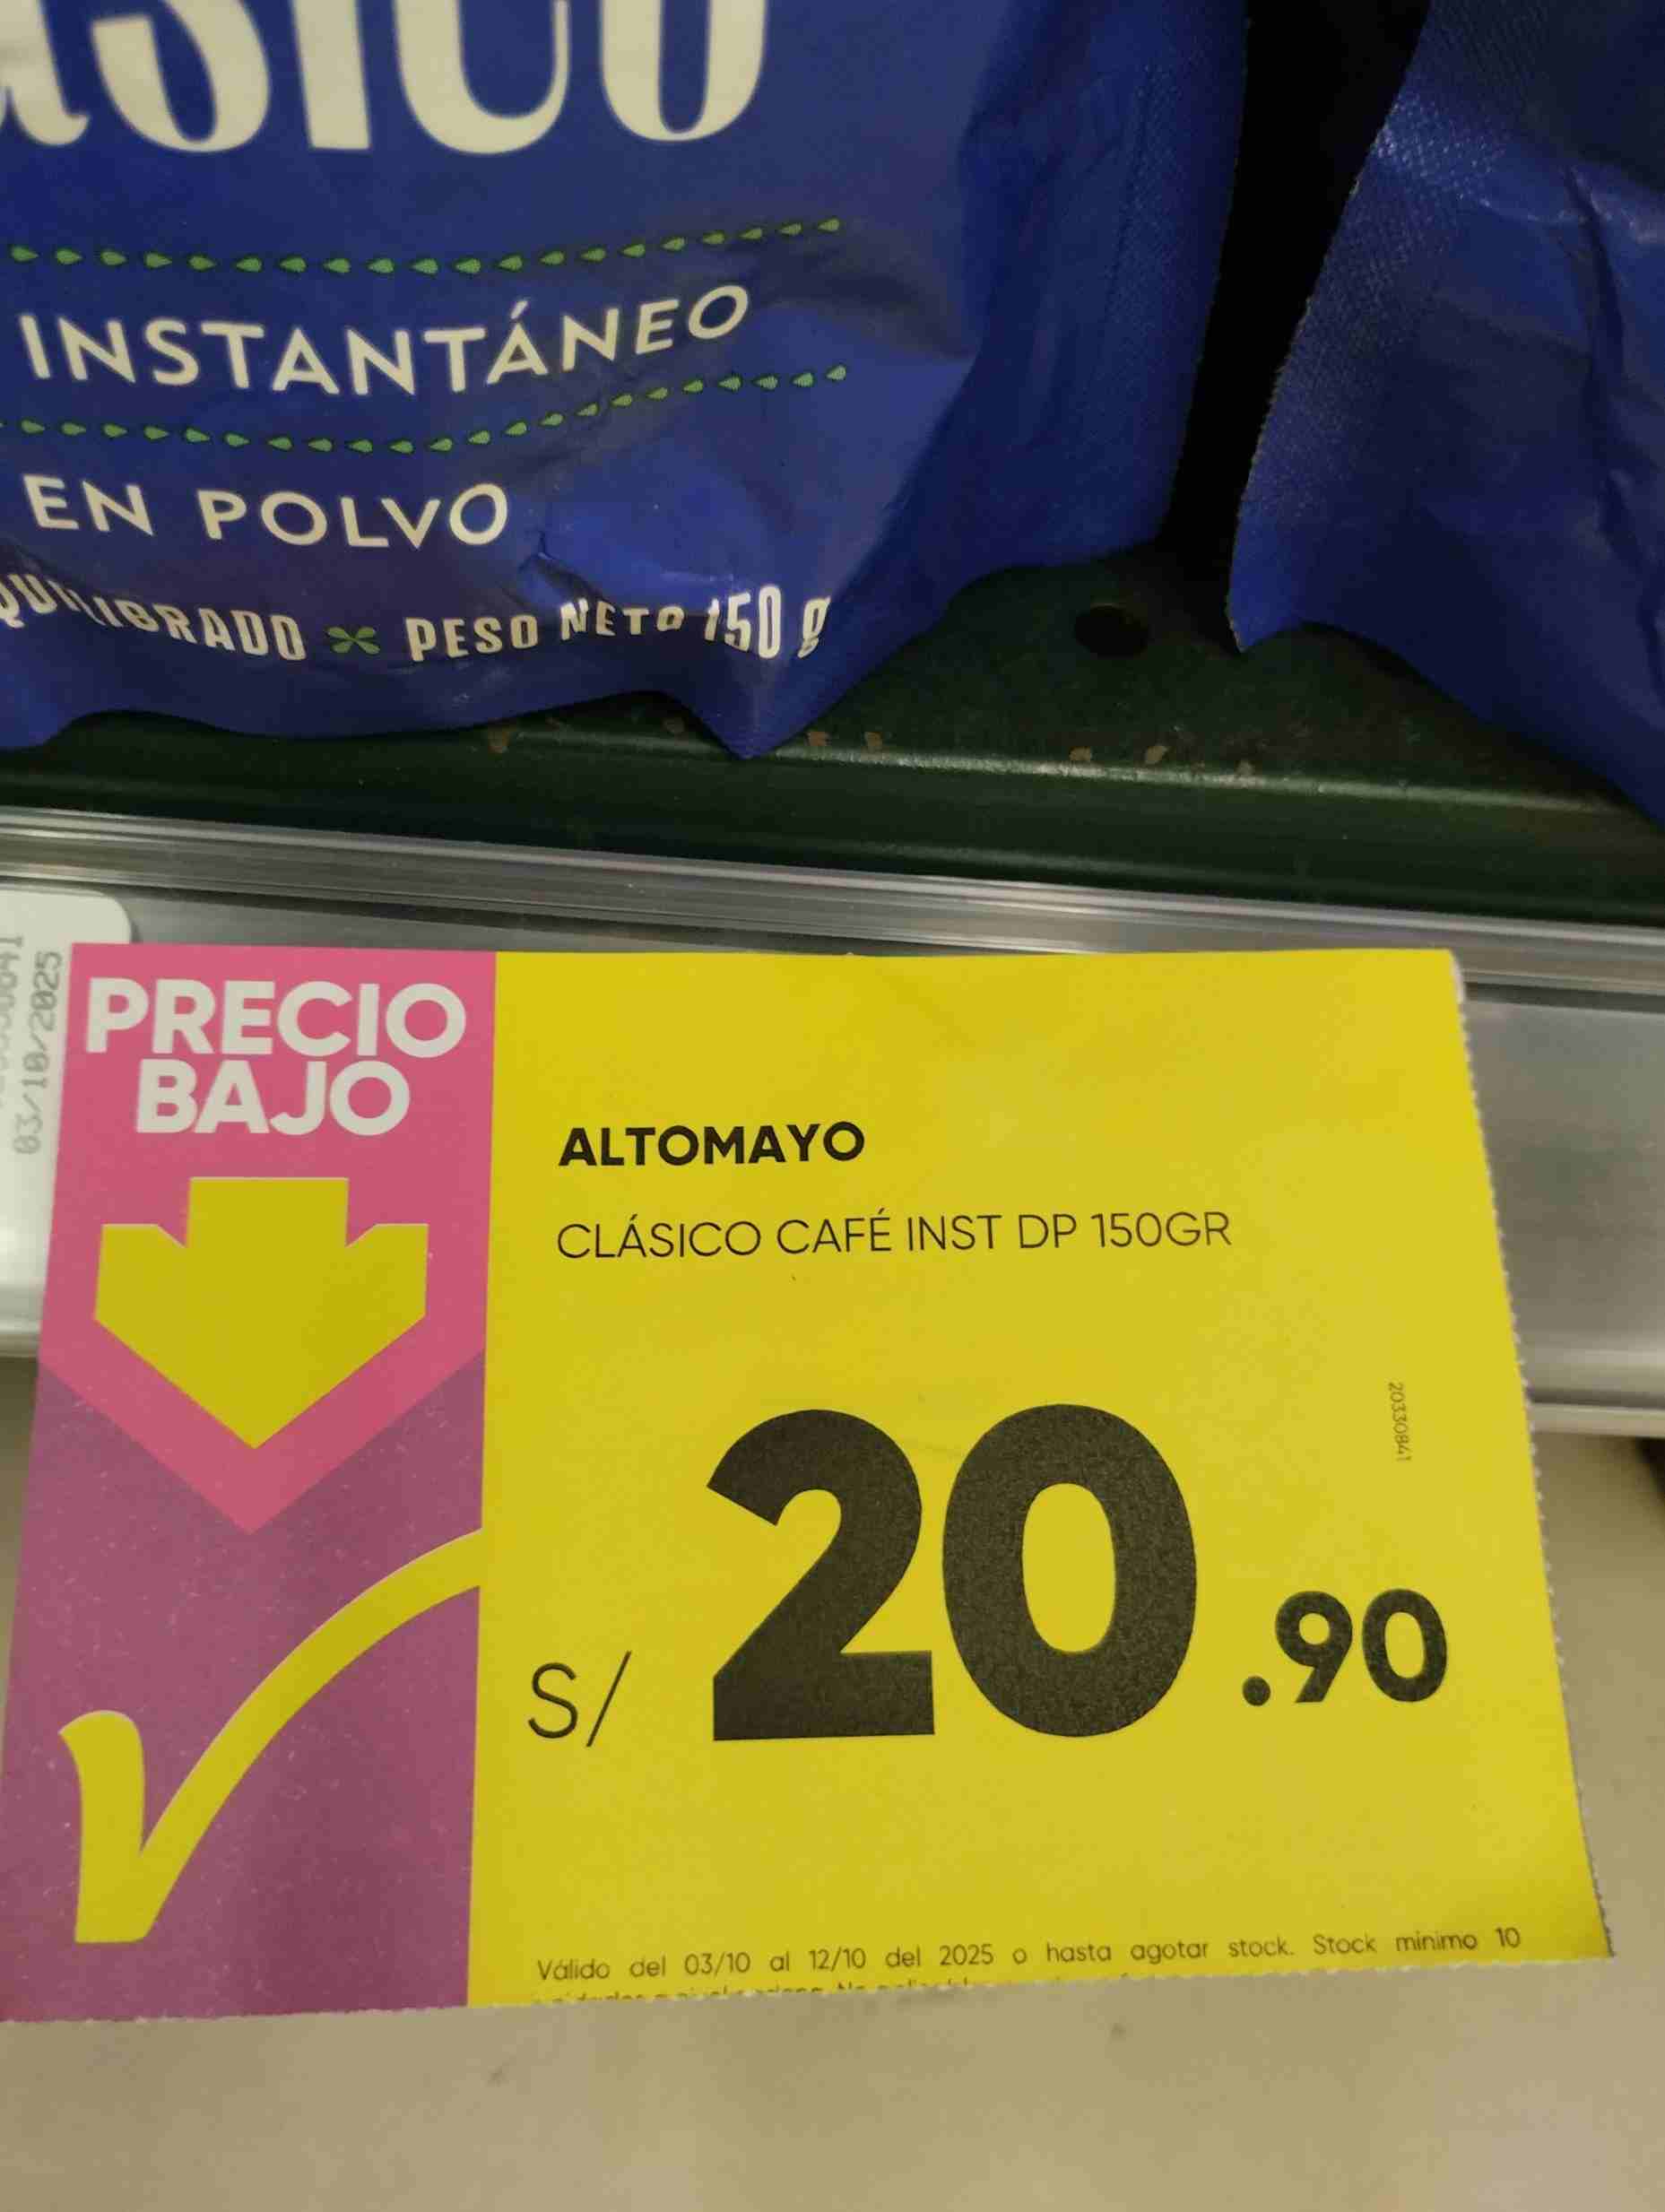 INSTANTÁNEO
EN POLVO
PESO NETO 150 g
03/10/2025
PRECIO
BAJO
ALTOMAYO
CLÁSICO CAFÉ INST DP 150GR
20330841
S/ 20.90
Válido del 03/10 al 12/10 del 2025 o hasta agotar stock. Stock mínimo 10